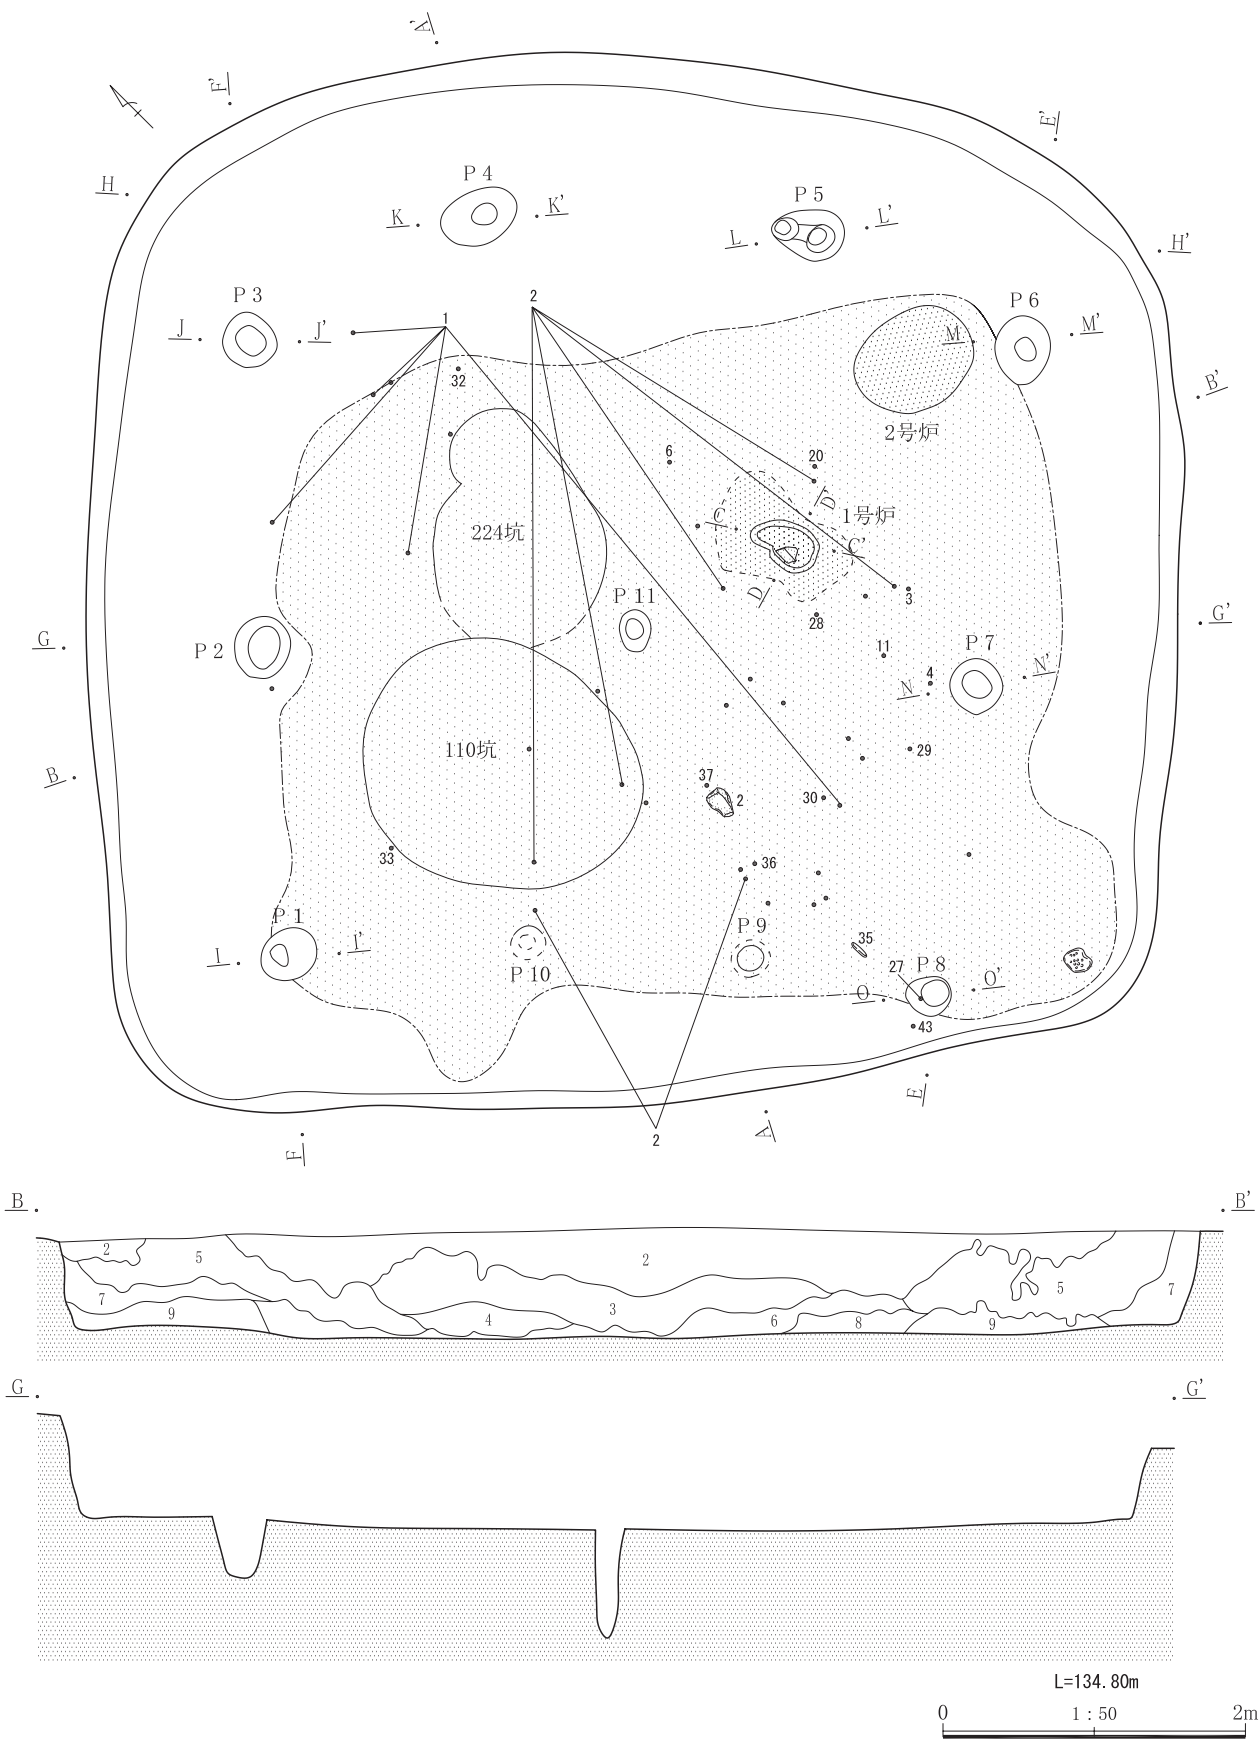 A'
F'
E'
H
P 4
K
K'
P 5
L
L'
H'
P 3
J
J'
1
2
P 6
M
M'
32
B'
2号炉
6
20
D'
224坑
C
1号炉
C'
P 11
D
3
28
G'
G
P 2
11
P 7
4
N
N'
110坑
29
B
37
2
30
33
36
P 1
I
I'
P 10
P 9
35
27
P 8
O
O'
43
E
F
A
2
B
B'
2
5
2
7
9
4
3
6
8
5
9
7
G
G'
L=134.80m
0
1 : 50
2m